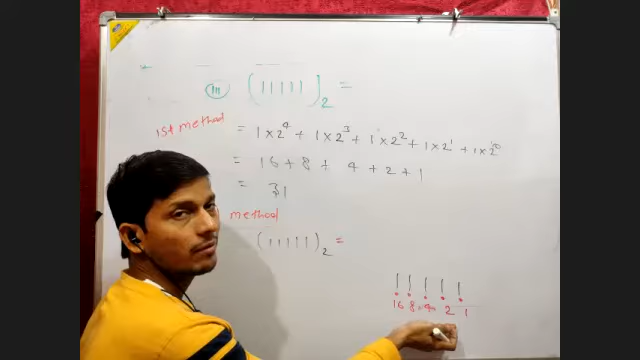 (iii) (11111)₂ =
1st method = 1×2⁴ + 1×2³ + 1×2² + 1×2¹ + 1×2⁰
= 16 + 8 + 4 + 2 + 1
= 31
method
(11111)₂ =
1 1 1 1 1
16 8 4 2 1